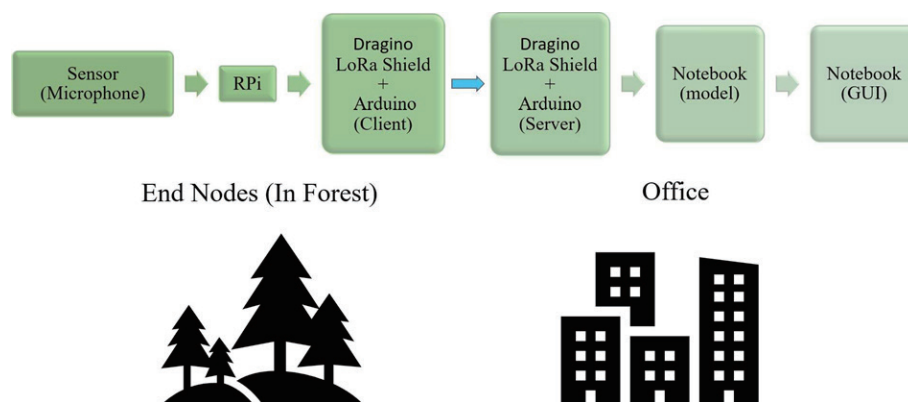 Sensor
(Microphone)
RPi
Dragino
LoRa Shield
+
Arduino
(Client)
Dragino
LoRa Shield
+
Arduino
(Server)
Notebook
(model)
Notebook
(GUI)
End Nodes (In Forest)
Office